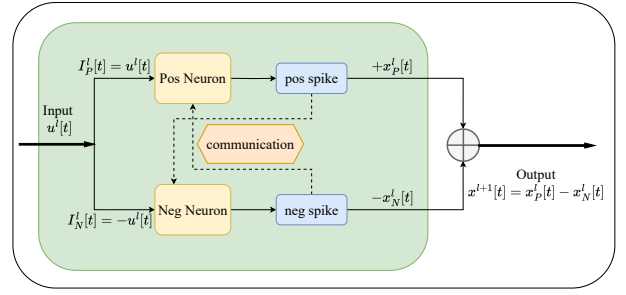 I_P^l[t] = u^l[t]
Pos Neuron
pos spike
+x_P^l[t]
Input
u^l[t]
communication
Output
x^{l+1}[t] = x_P^l[t] − x_N^l[t]
I_N^l[t] = −u^l[t]
Neg Neuron
neg spike
−x_N^l[t]